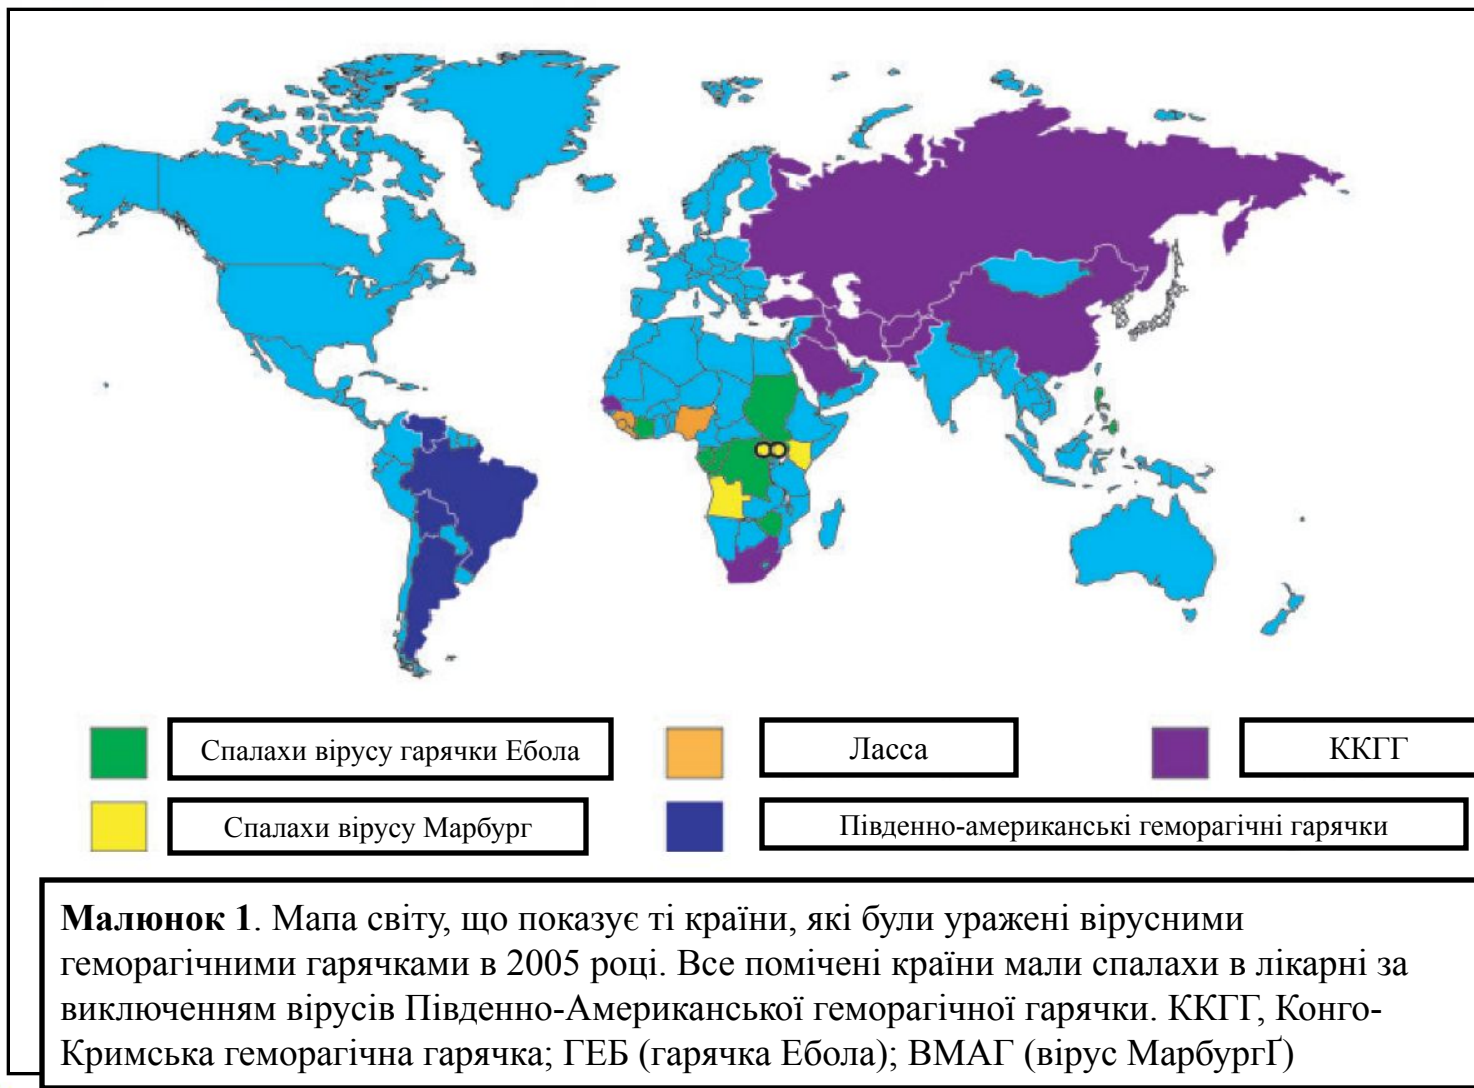 Спалахи вірусу гарячки Ебола
Ласса
ККГГ
Спалахи вірусу Марбург
Південно-американські геморагічні гарячки
Малюнок 1. Мапа світу, що показує ті країни, які були уражені вірусними
геморагічними гарячками в 2005 році. Все помічені країни мали спалахи в лікарні за
виключенням вірусів Південно-Американської геморагічної гарячки. ККГГ, Конго-
Кримська геморагічна гарячка; ГЕБ (гарячка Ебола); ВМАГ (вірус МарбургҐ)